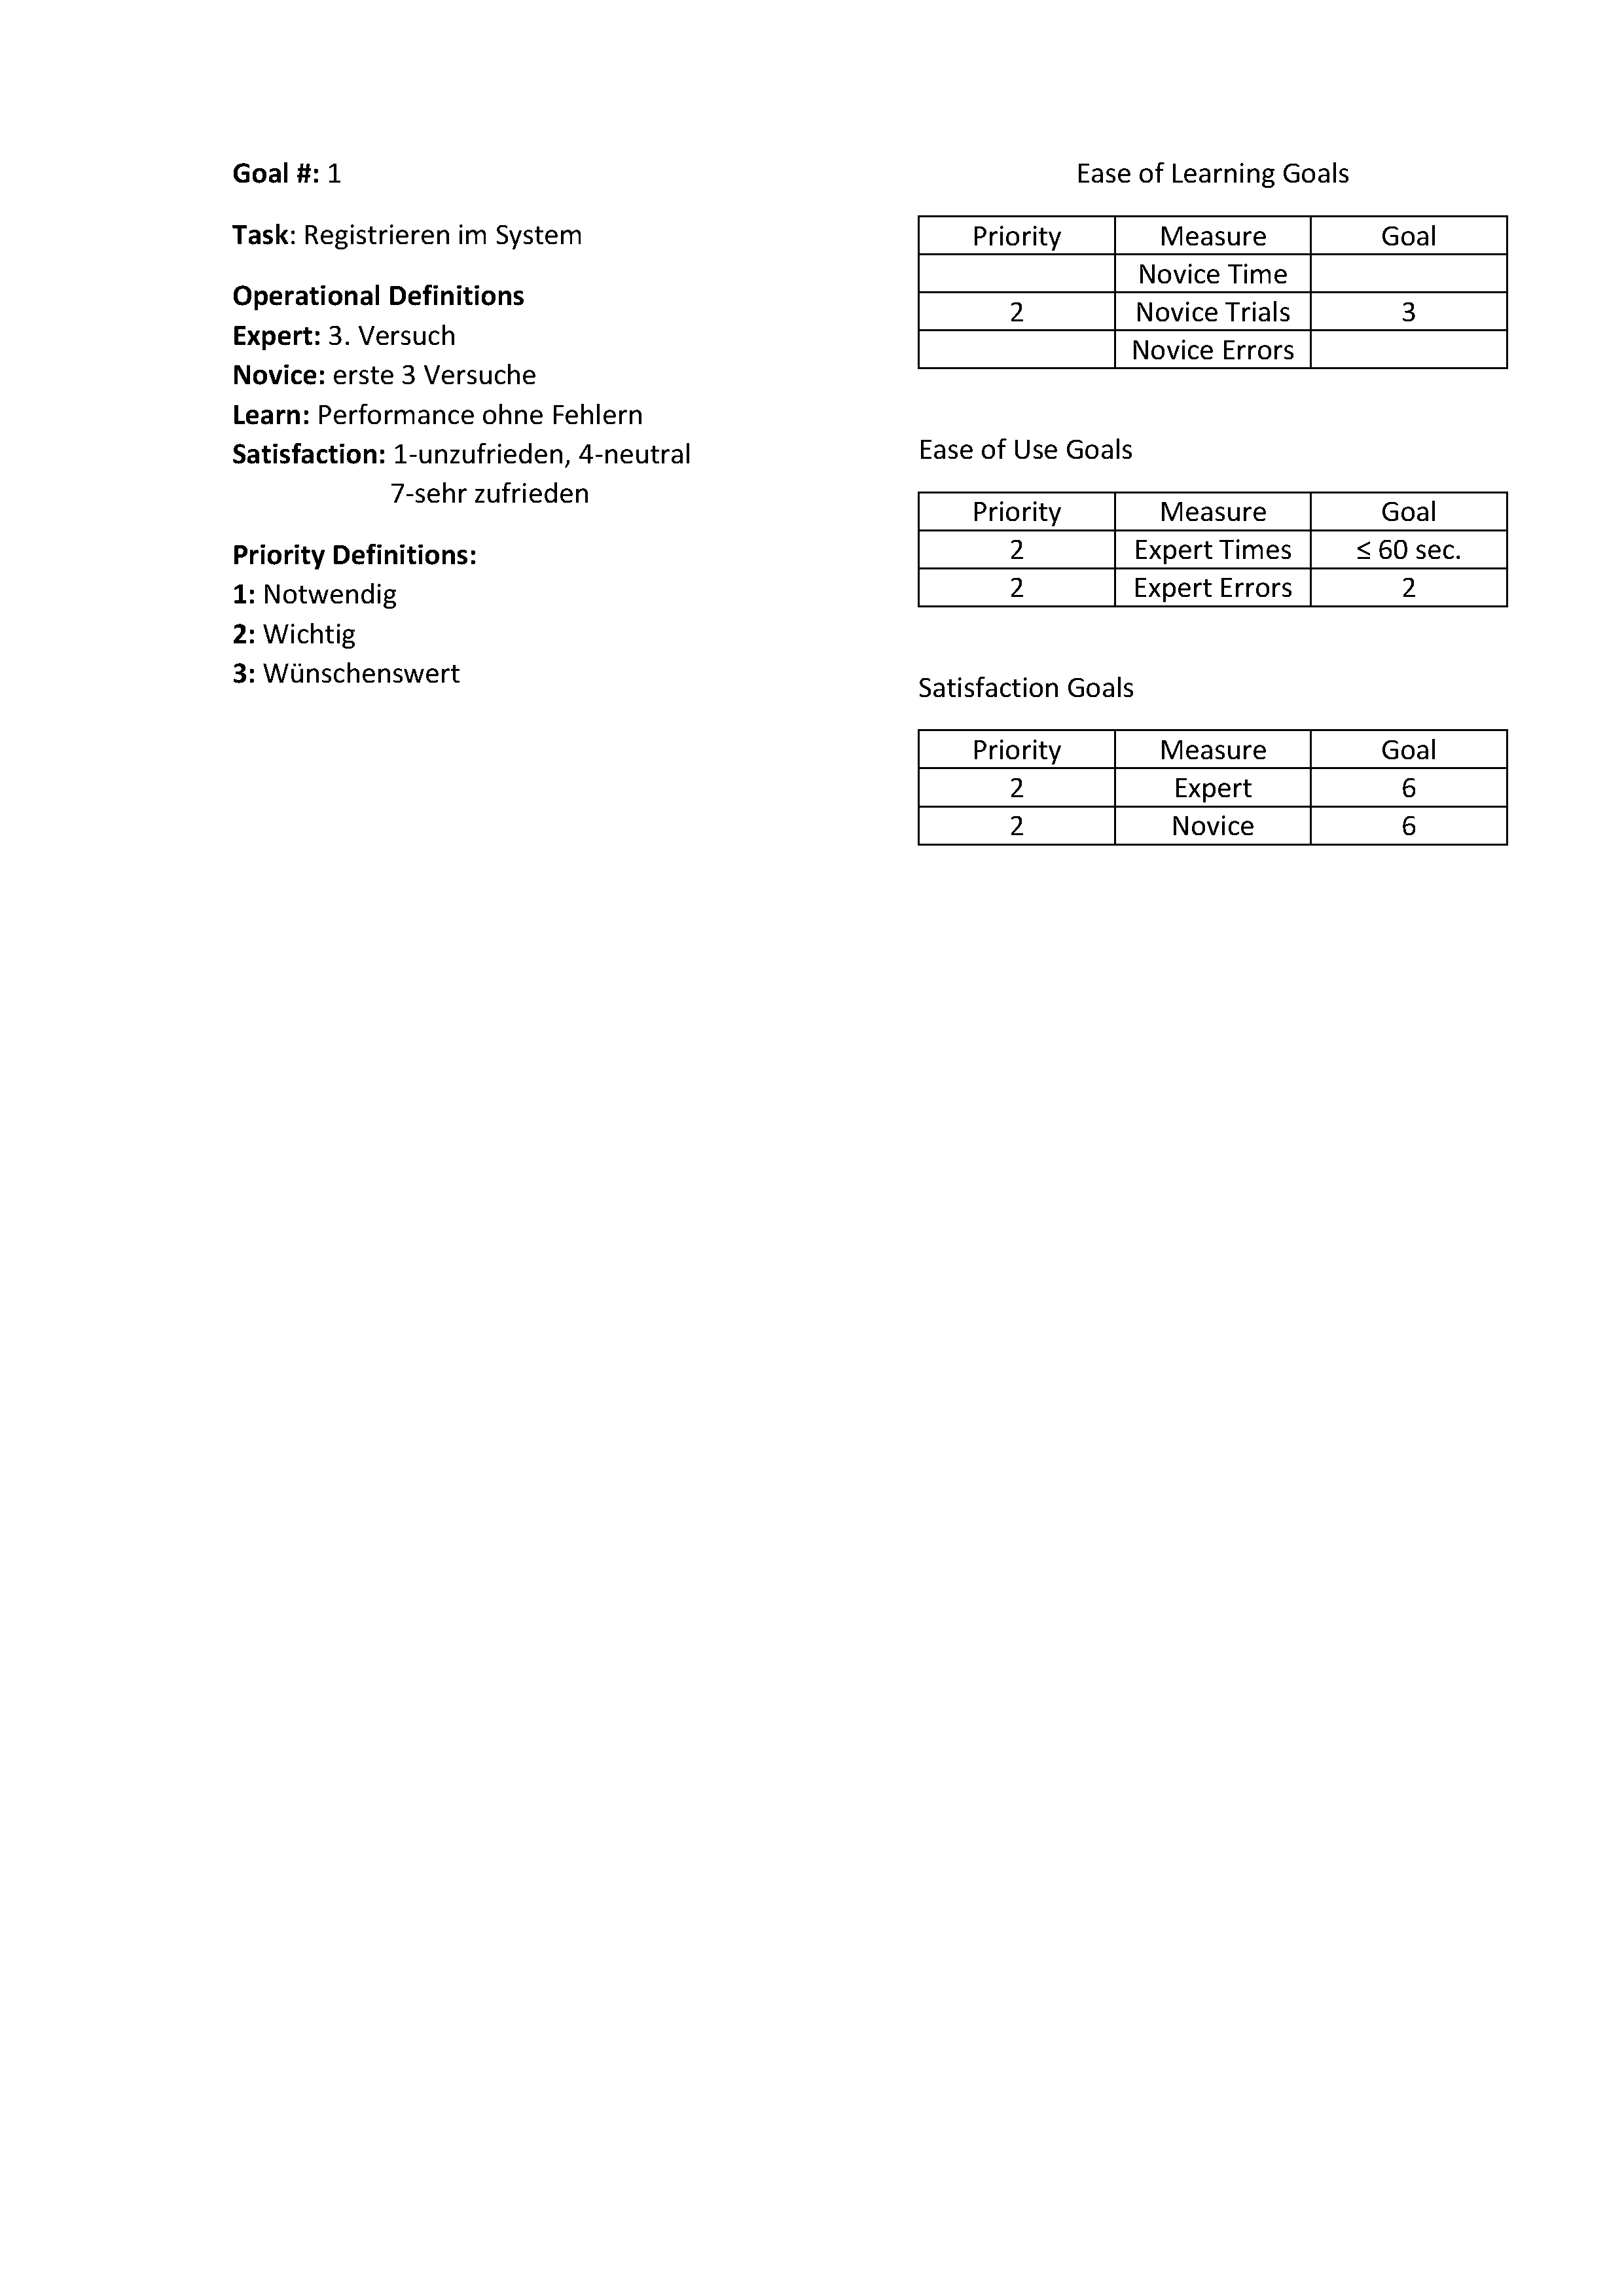 Goal #: 1
Task: Registrieren im System
Operational Definitions
Expert: 3. Versuch
Novice: erste 3 Versuche
Learn: Performance ohne Fehlern
Satisfaction: 1-unzufrieden, 4-neutral
7-sehr zufrieden
Priority Definitions:
1: Notwendig
2: Wichtig
3: Wünschenswert
Ease of Learning Goals
Priority Measure Goal
Novice Time
2 Novice Trials 3
Novice Errors
Ease of Use Goals
Priority Measure Goal
2 Expert Times ≤ 60 sec.
2 Expert Errors 2
Satisfaction Goals
Priority Measure Goal
2 Expert 6
2 Novice 6